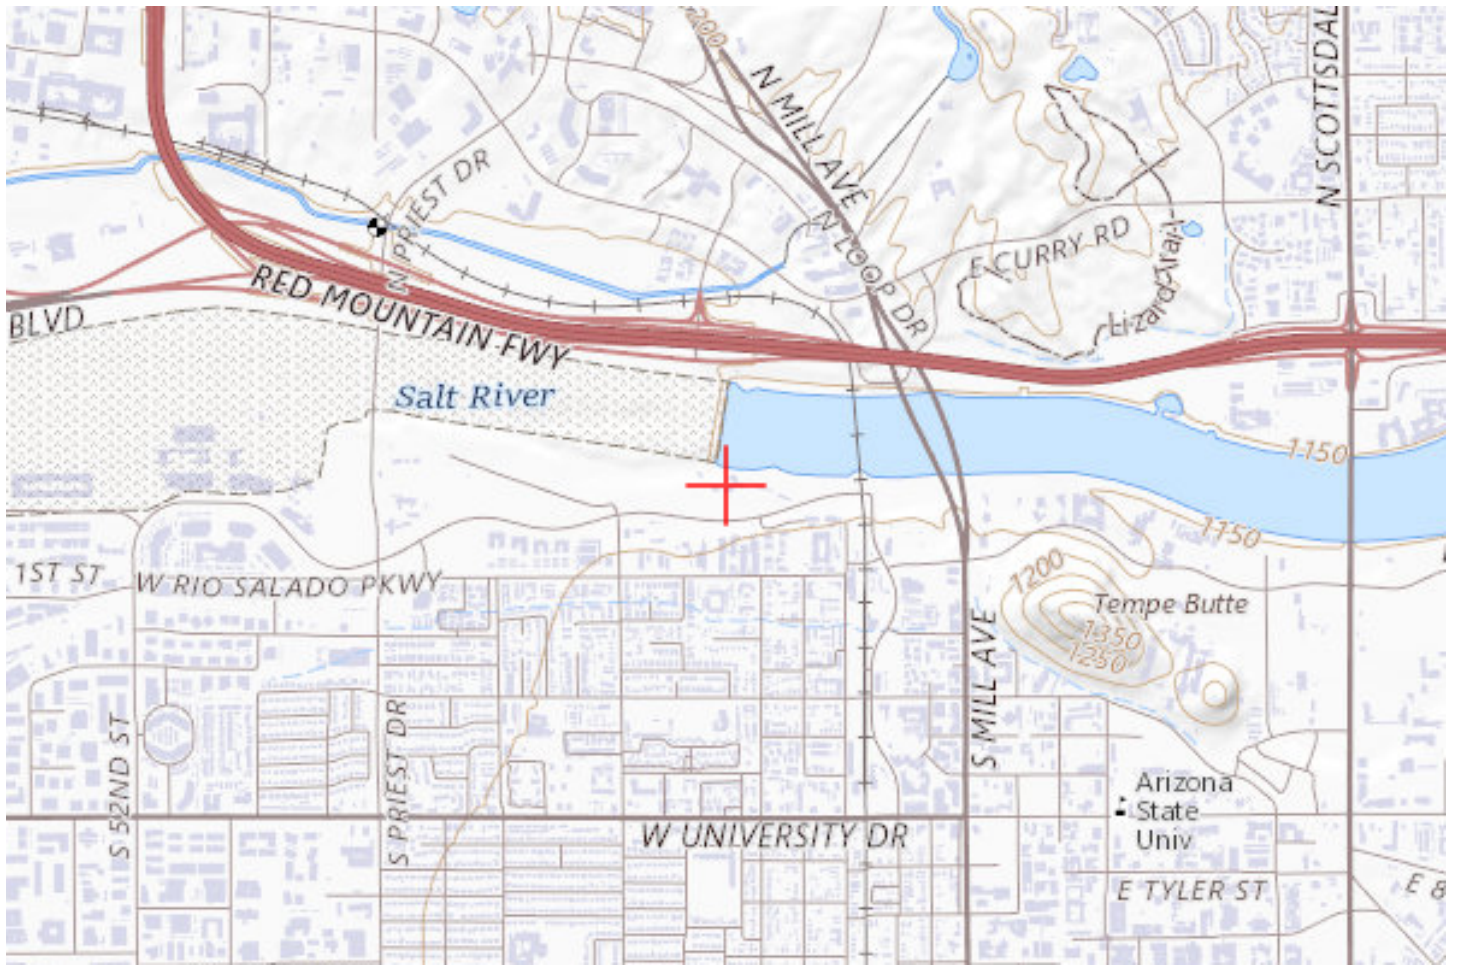 1200
N MILL AVE
N SCOTTSDAL
N PRIEST DR
N LOOP DR
E CURRY RD
Lizard Trail
BLVD
RED MOUNTAIN FWY
Salt River
1150
1150
1ST ST
W RIO SALADO PKWY
1200
Tempe Butte
1350
1250
S MILL AVE
S 52ND ST
S PRIEST DR
Arizona
State
Univ
W UNIVERSITY DR
E TYLER ST
E 8